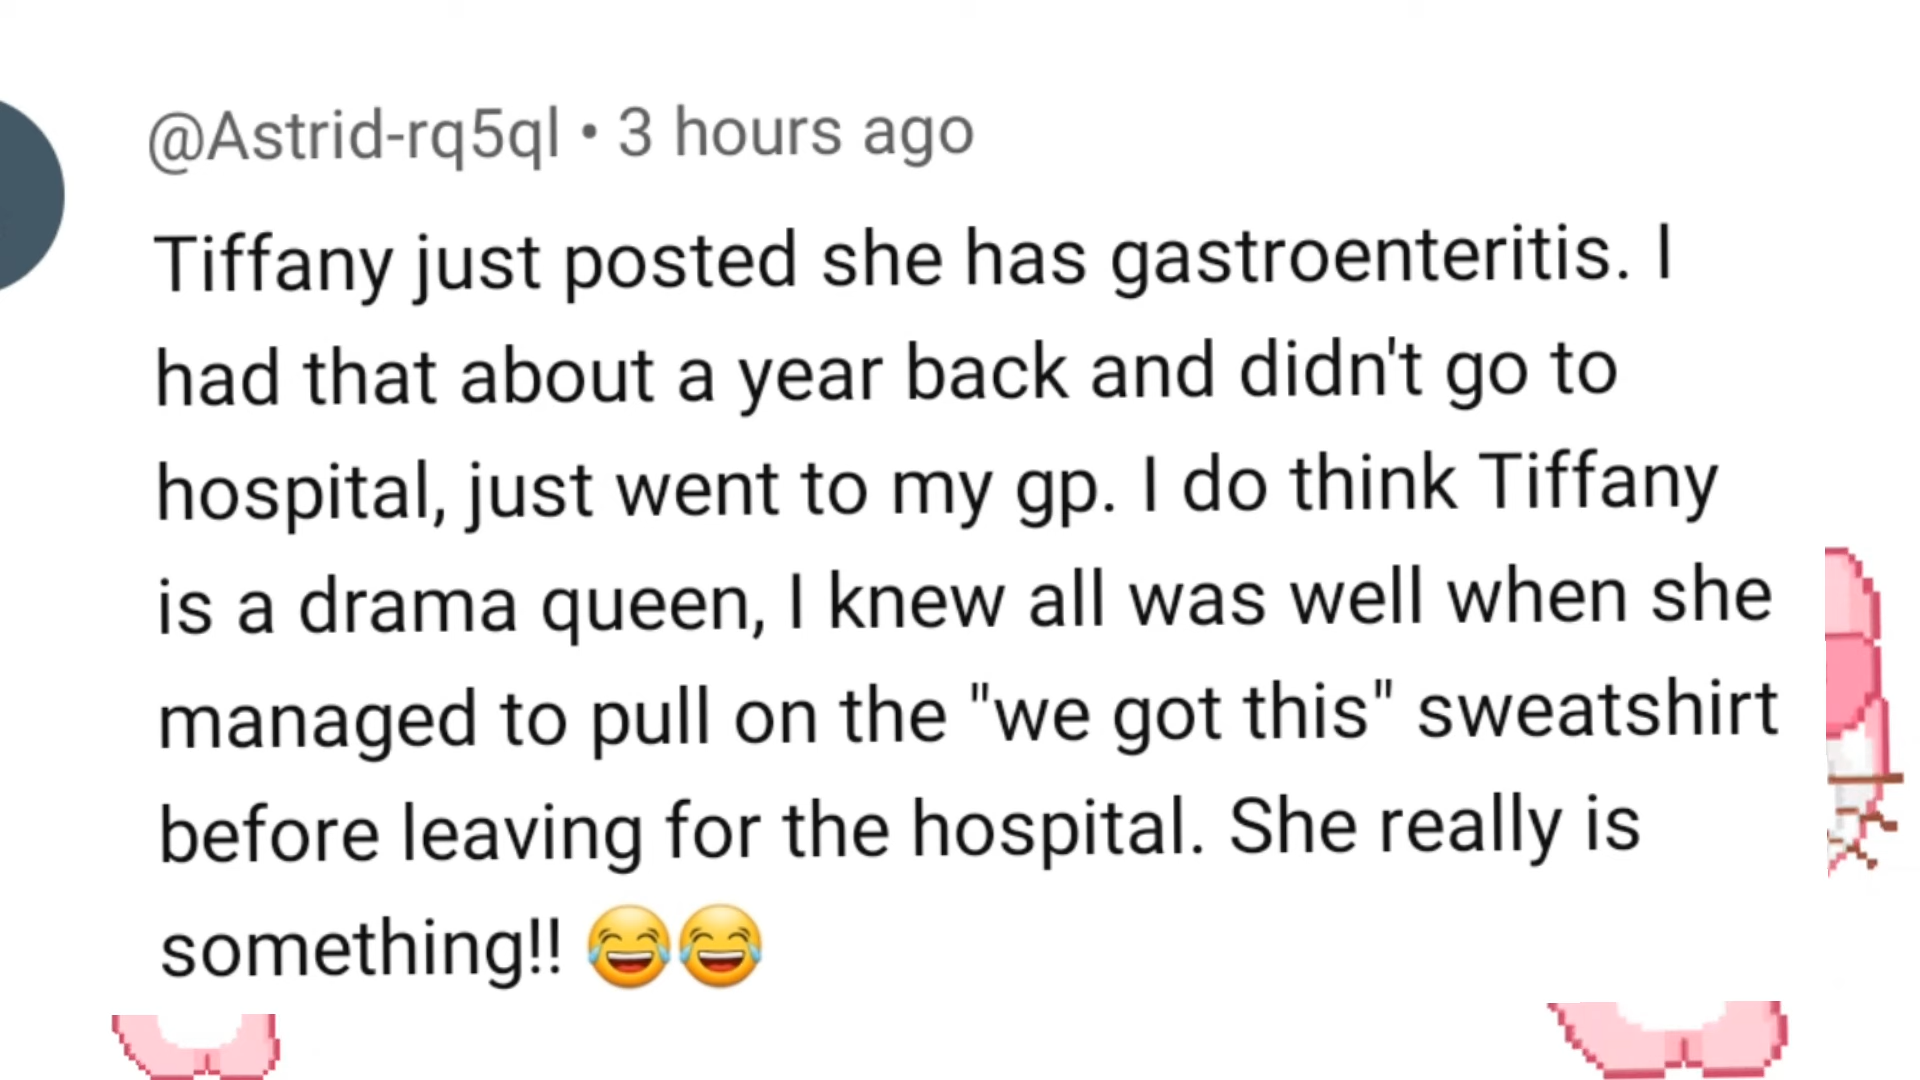 @Astrid-rq5ql • 3 hours ago
Tiffany just posted she has gastroenteritis. I
had that about a year back and didn't go to
hospital, just went to my gp. I do think Tiffany
is a drama queen, I knew all was well when she
managed to pull on the "we got this" sweatshirt
before leaving for the hospital. She really is
something!! 😂😂